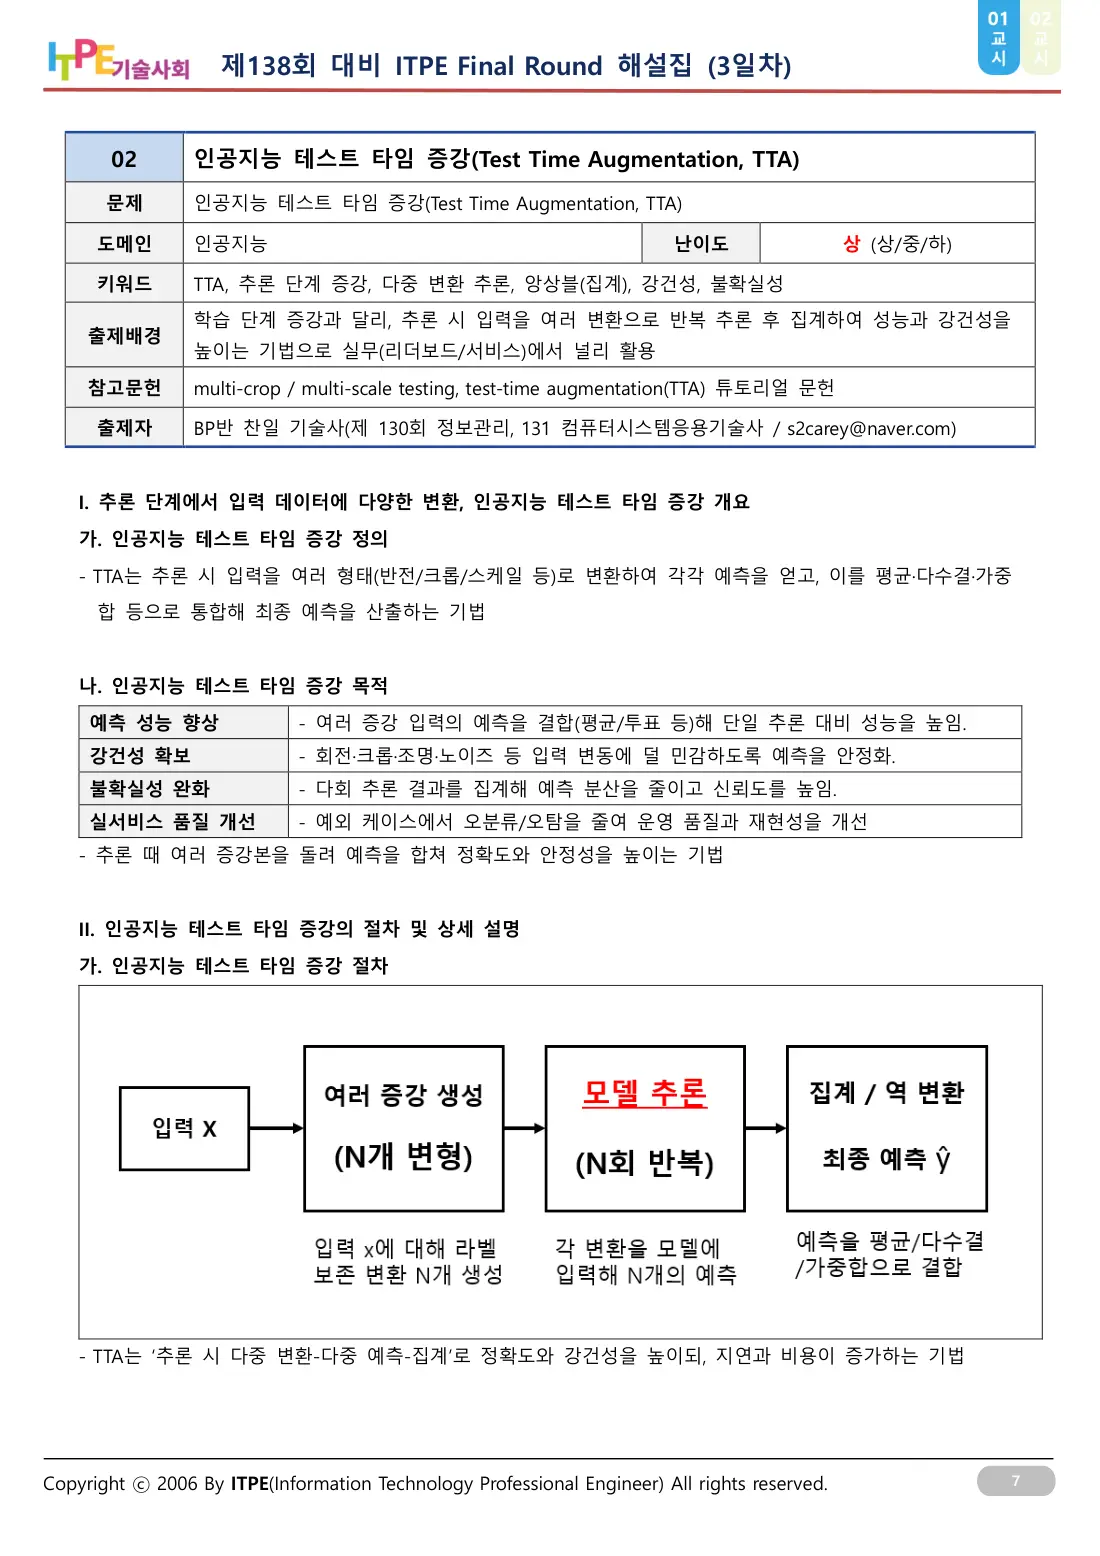 ITPE기술사회
제138회 대비 ITPE Final Round 해설집 (3일차)
01 교 시
02 교 시
02
인공지능 테스트 타임 증강(Test Time Augmentation, TTA)
문제
인공지능 테스트 타임 증강(Test Time Augmentation, TTA)
도메인
인공지능
난이도
상 (상/중/하)
키워드
TTA, 추론 단계 증강, 다중 변환 추론, 앙상블(집계), 강건성, 불확실성
출제배경
학습 단계 증강과 달리, 추론 시 입력을 여러 변환으로 반복 추론 후 집계하여 성능과 강건성을
높이는 기법으로 실무(리더보드/서비스)에서 널리 활용
참고문헌
multi-crop / multi-scale testing, test-time augmentation(TTA) 튜토리얼 문헌
출제자
BP반 찬일 기술사(제 130회 정보관리, 131 컴퓨터시스템응용기술사 / s2carey@naver.com)
I. 추론 단계에서 입력 데이터에 다양한 변환, 인공지능 테스트 타임 증강 개요
가. 인공지능 테스트 타임 증강 정의
- TTA는 추론 시 입력을 여러 형태(반전/크롭/스케일 등)로 변환하여 각각 예측을 얻고, 이를 평균·다수결·가중
합 등으로 통합해 최종 예측을 산출하는 기법
나. 인공지능 테스트 타임 증강 목적
예측 성능 향상
- 여러 증강 입력의 예측을 결합(평균/투표 등)해 단일 추론 대비 성능을 높임.
강건성 확보
- 회전·크롭·조명·노이즈 등 입력 변동에 덜 민감하도록 예측을 안정화.
불확실성 완화
- 다회 추론 결과를 집계해 예측 분산을 줄이고 신뢰도를 높임.
실서비스 품질 개선
- 예외 케이스에서 오분류/오탐을 줄여 운영 품질과 재현성을 개선
- 추론 때 여러 증강본을 돌려 예측을 합쳐 정확도와 안정성을 높이는 기법
II. 인공지능 테스트 타임 증강의 절차 및 상세 설명
가. 인공지능 테스트 타임 증강 절차
입력 X
여러 증강 생성
(N개 변형)
모델 추론
(N회 반복)
집계 / 역 변환
최종 예측 ŷ
입력 x에 대해 라벨
보존 변환 N개 생성
각 변환을 모델에
입력해 N개의 예측
예측을 평균/다수결
/가중합으로 결합
- TTA는 '추론 시 다중 변환-다중 예측-집계'로 정확도와 강건성을 높이되, 지연과 비용이 증가하는 기법
Copyright ⓒ 2006 By ITPE(Information Technology Professional Engineer) All rights reserved.
7